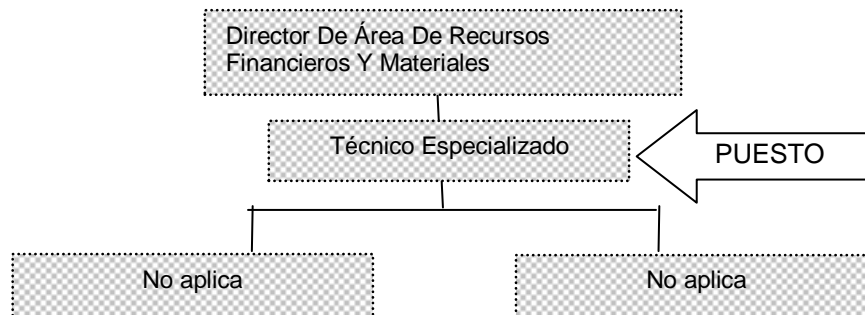 Director De Área De Recursos
Financieros Y Materiales
Técnico Especializado
PUESTO
No aplica
No aplica